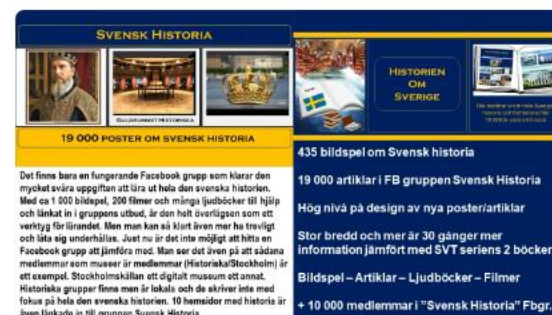 SVENSK HISTORIA
GULDRUMMET HISTORISKA
19 000 POSTER OM SVENSK HISTORIA
Det finns bara en fungerande Facebook grupp som klarar den
mycket svåra uppgiften att lära ut hela den svenska historien.
Med ca 1 000 bildspel, 200 filmer och många ljudböcker till hjälp
och länkat in i gruppens utbud, är den helt överlägsen som ett
verktyg för lärandet. Men man kan så klart även mer ha trevligt
och låta sig underhållas. Just nu är det inte möjligt att hitta en
Facebook grupp att jämföra med. Man ser det även på att sådana
medlemmar som museer är medlemmar (Historiska/Stockholm) är
ett exempel. Stockholmskällan ett digitalt museum ett annat.
Historiska grupper finns men är lokala och de skriver inte med
fokus på hela den svenska historien. 10 hemsidor med historia är
även länkade in till gruppen Svensk Historia.
HISTORIEN
OM
SVERIGE
435 bildspel om Svensk historia
19 000 artiklar i FB gruppen Svensk Historia
Hög nivå på design av nya poster/artiklar
Stor bredd och mer är 30 gånger mer
information jämfört med SVT seriens 2 böcker
Bildspel – Artiklar – Ljudböcker – Filmer
+ 10 000 medlemmar i "Svensk Historia" Fbgr.